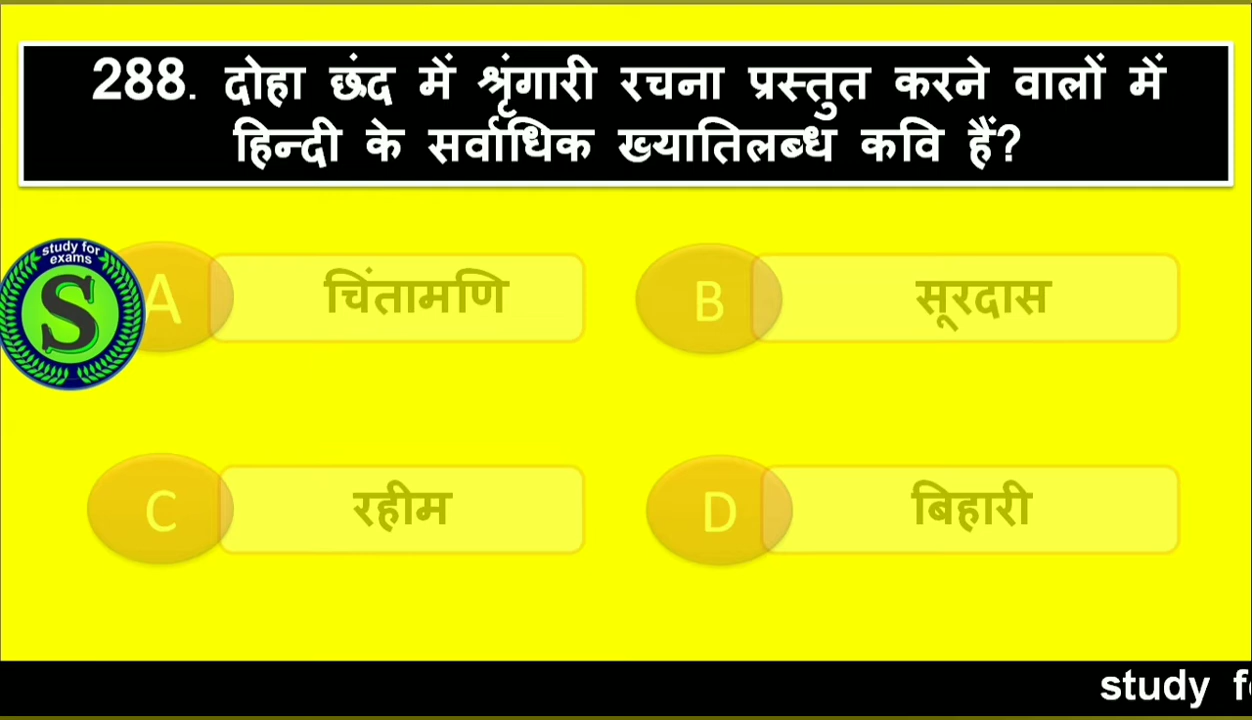 288. दोहा छंद में श्रृंगारी रचना प्रस्तुत करने वालों में
हिन्दी के सर्वाधिक ख्यातिलब्ध कवि हैं?
study for
exams
S
A
चिंतामणि
B
सूरदास
C
रहीम
D
बिहारी
study f